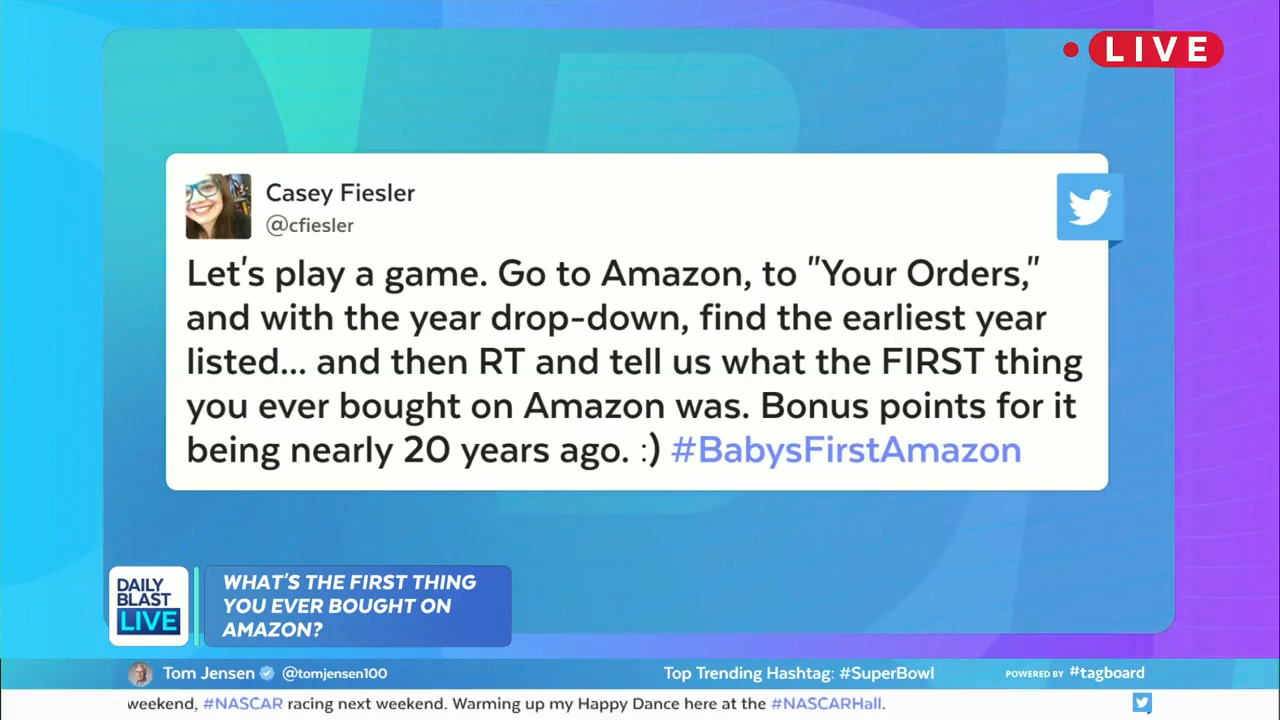 LIVE
Casey Fiesler
@cfiesler
Let's play a game. Go to Amazon, to "Your Orders,"
and with the year drop-down, find the earliest year
listed... and then RT and tell us what the FIRST thing
you ever bought on Amazon was. Bonus points for it
being nearly 20 years ago. :) #BabysFirstAmazon
DAILY
BLAST
LIVE
WHAT'S THE FIRST THING
YOU EVER BOUGHT ON
AMAZON?
Tom Jensen @tomjensen100 Top Trending Hashtag: #SuperBowl POWERED BY #tagboard
weekend, #NASCAR racing next weekend. Warming up my Happy Dance here at the #NASCARHall.